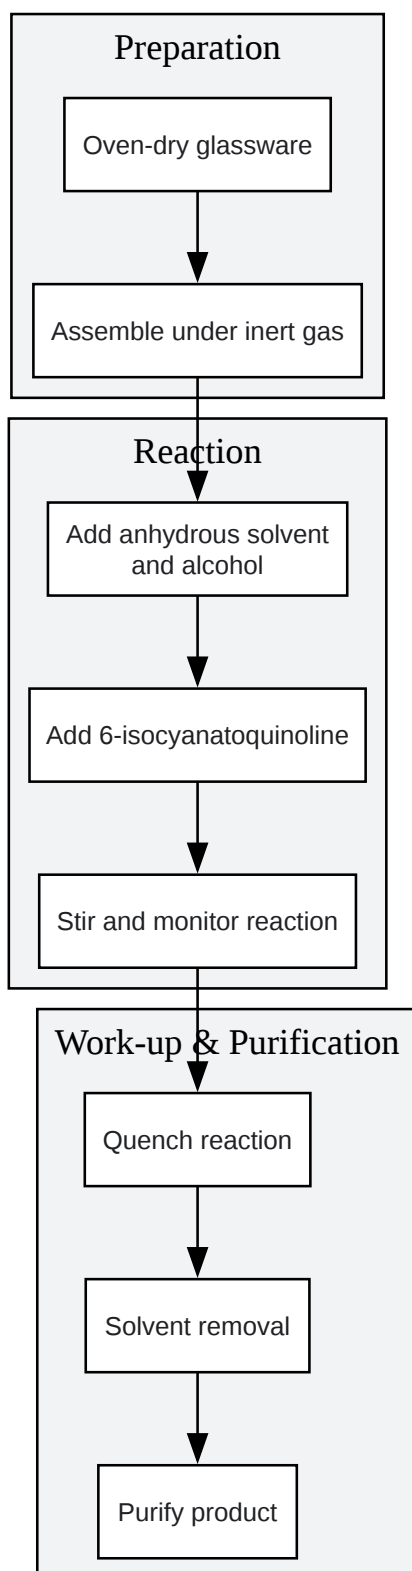 Preparation
Oven-dry glassware
Assemble under inert gas
Reaction
Add anhydrous solvent
and alcohol
Add 6-isocyanatoquinoline
Stir and monitor reaction
Work-up & Purification
Quench reaction
Solvent removal
Purify product